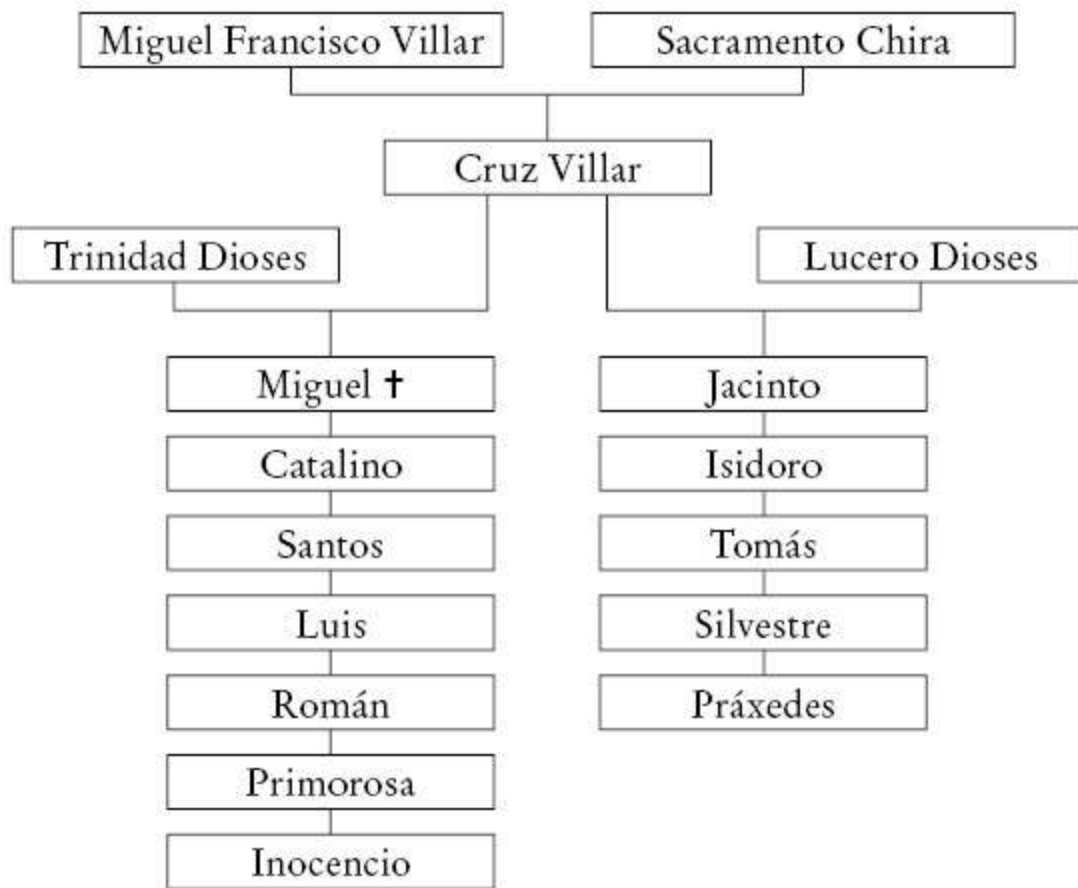 Miguel Francisco Villar
Sacramento Chira
Cruz Villar
Trinidad Dioses
Lucero Dioses
Miguel ✝
Catalino
Santos
Luis
Román
Primorosa
Inocencio
Jacinto
Isidoro
Tomás
Silvestre
Práxedes